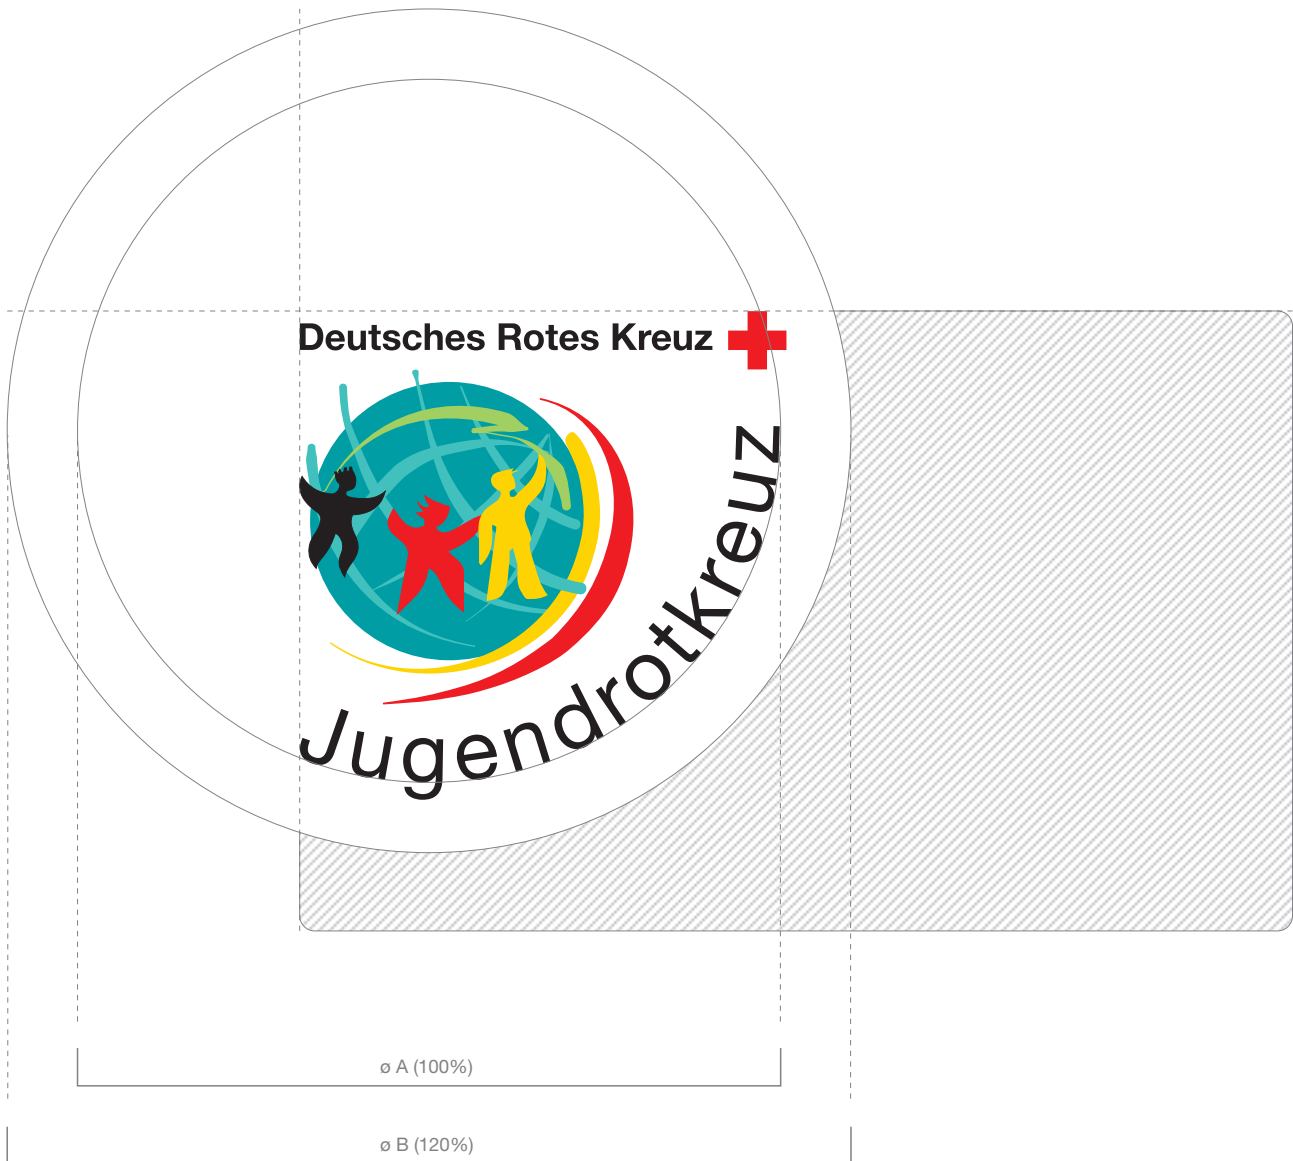 Deutsches Rotes Kreuz
Jugendrotkreuz
ø A (100%)
ø B (120%)